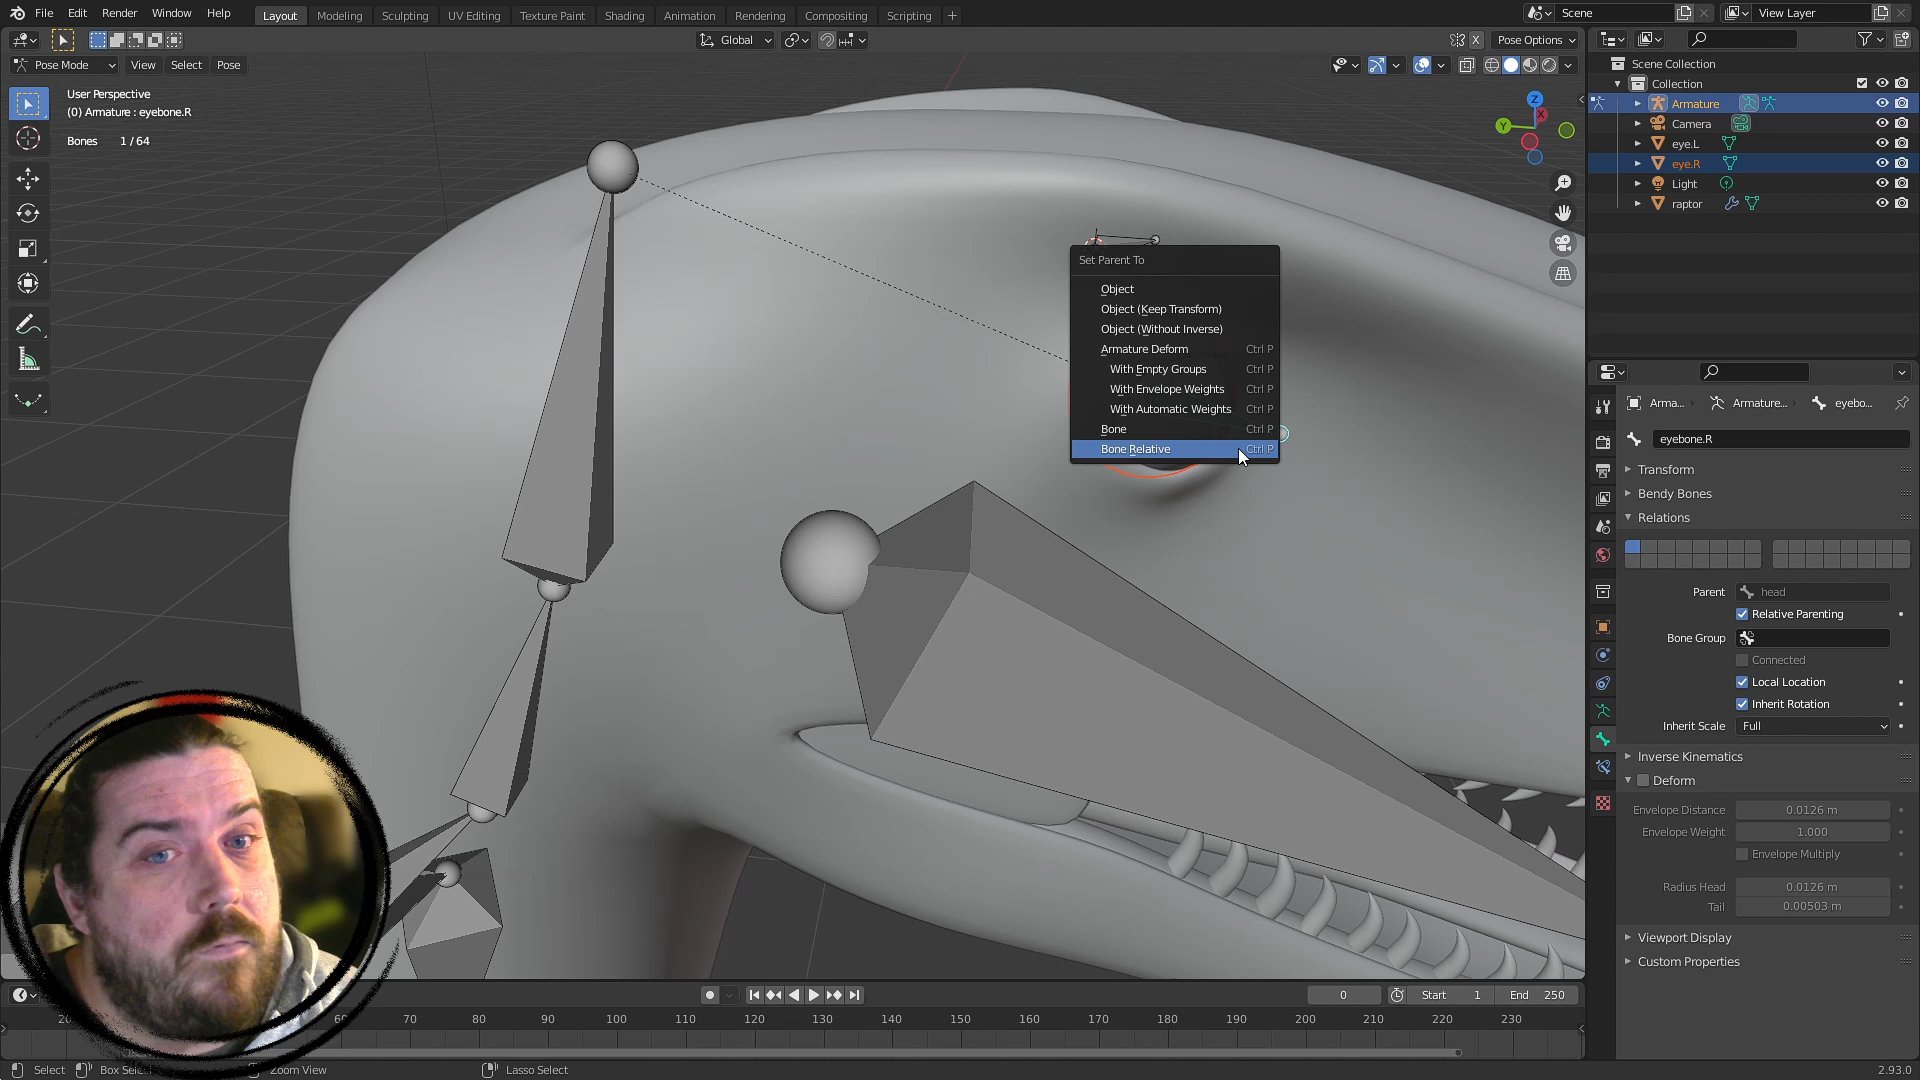 File Edit Render Window Help
Layout Modeling Sculpting UV Editing Texture Paint Shading Animation Rendering Compositing Scripting +
Scene
View Layer
Global
X
Pose Options
Pose Mode View Select Pose
User Perspective
(0) Armature : eyebone.R
Bones 1 / 64
Z
X
Y
Set Parent To
Object
Object (Keep Transform)
Object (Without Inverse)
Armature Deform Ctrl P
With Empty Groups Ctrl P
With Envelope Weights Ctrl P
With Automatic Weights Ctrl P
Bone Ctrl P
Bone Relative Ctrl P
Scene Collection
Collection
Armature
Camera
eye.L
eye.R
Light
raptor
Arma... Armature... eyebo...
eyebone.R
Transform
Bendy Bones
Relations
Parent head
Relative Parenting
Bone Group
Connected
Local Location
Inherit Rotation
Inherit Scale Full
Inverse Kinematics
Deform
Envelope Distance 0.0126 m
Envelope Weight 1.000
Envelope Multiply
Radius Head 0.0126 m
Tail 0.00503 m
Viewport Display
Custom Properties
0 Start 1 End 250
60 70 80 90 100 110 120 130 140 150 160 170 180 190 200 210 220 230
Select Box Zoom View Lasso Select
2.93.0